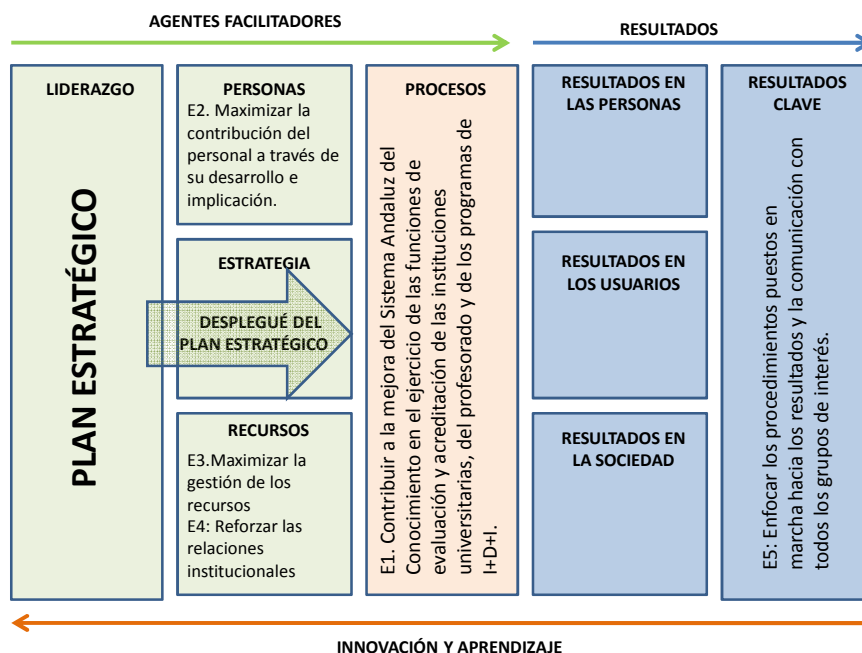 AGENTES FACILITADORES
RESULTADOS
LIDERAZGO
PLAN ESTRATÉGICO
PERSONAS
E2. Maximizar la
contribución del
personal a través de
su desarrollo e
implicación.
ESTRATEGIA
DESPLEGUÉ DEL
PLAN ESTRATÉGICO
RECURSOS
E3.Maximizar la
gestión de los
recursos
E4: Reforzar las
relaciones
institucionales
PROCESOS
E1. Contribuir a la mejora del Sistema Andaluz del
Conocimiento en el ejercicio de las funciones de
evaluación y acreditación de las instituciones
universitarias, del profesorado y de los programas de
I+D+I.
RESULTADOS EN
LAS PERSONAS
RESULTADOS EN
LOS USUARIOS
RESULTADOS EN
LA SOCIEDAD
RESULTADOS
CLAVE
E5: Enfocar los procedimientos puestos en
marcha hacia los resultados y la comunicación con
todos los grupos de interés.
INNOVACIÓN Y APRENDIZAJE